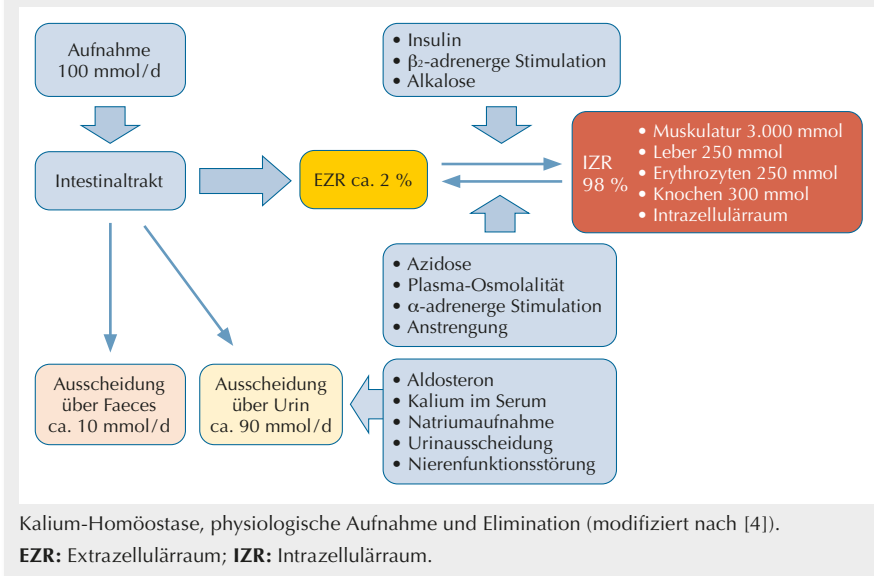 Aufnahme
100 mmol/d
• Insulin
• β₂-adrenerge Stimulation
• Alkalose
Intestinaltrakt
EZR ca. 2 %
IZR
98 %
• Muskulatur 3.000 mmol
• Leber 250 mmol
• Erythrozyten 250 mmol
• Knochen 300 mmol
• Intrazellulärraum
• Azidose
• Plasma-Osmolalität
• α-adrenerge Stimulation
• Anstrengung
Ausscheidung
über Faeces
ca. 10 mmol/d
Ausscheidung
über Urin
ca. 90 mmol/d
• Aldosteron
• Kalium im Serum
• Natriumaufnahme
• Urinausscheidung
• Nierenfunktionsstörung
Kalium-Homöostase, physiologische Aufnahme und Elimination (modifiziert nach [4]).
EZR: Extrazellulärraum; IZR: Intrazellulärraum.